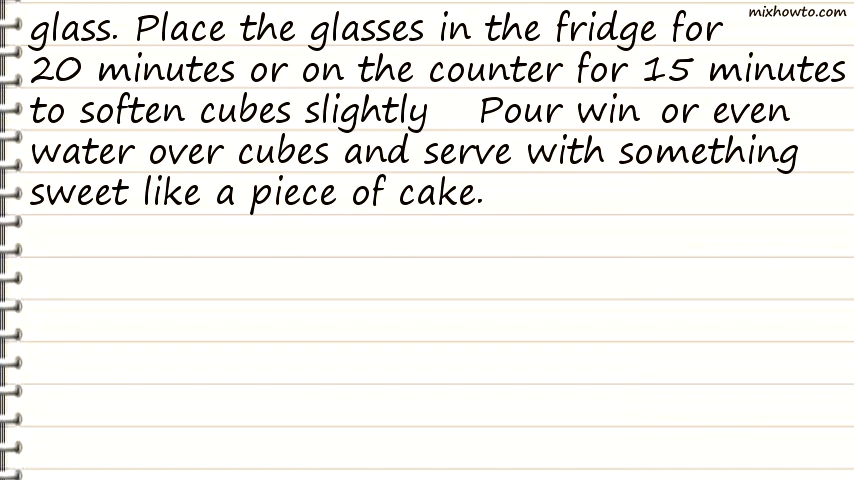 mixhowto.com
glass. Place the glasses in the fridge for
20 minutes or on the counter for 15 minutes
to soften cubes slightly Pour win or even
water over cubes and serve with something
sweet like a piece of cake.